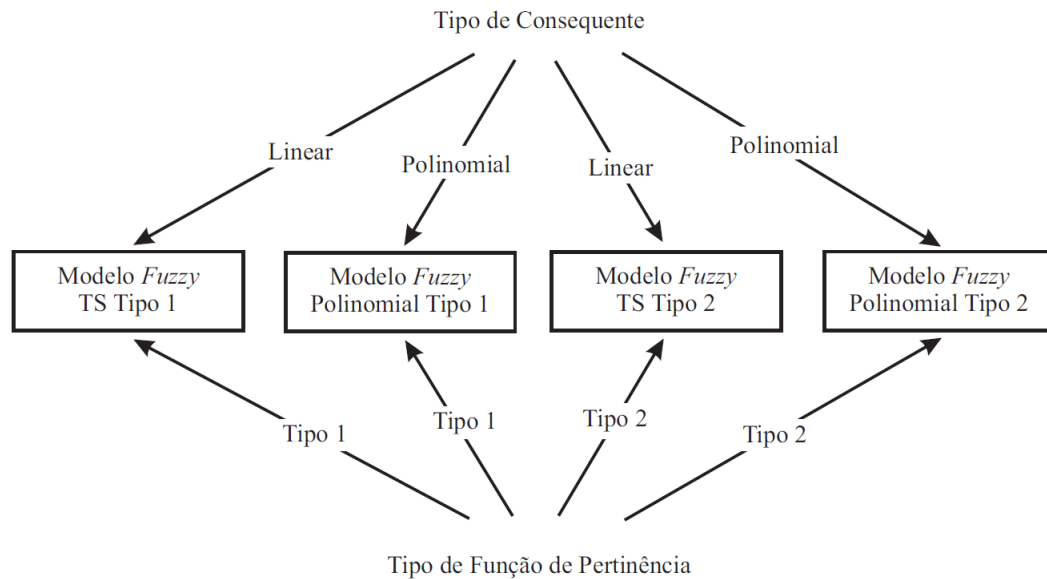 Tipo de Consequente
Linear
Polinomial
Linear
Polinomial
Modelo Fuzzy
TS Tipo 1
Modelo Fuzzy
Polinomial Tipo 1
Modelo Fuzzy
TS Tipo 2
Modelo Fuzzy
Polinomial Tipo 2
Tipo 1
Tipo 1
Tipo 2
Tipo 2
Tipo de Função de Pertinência